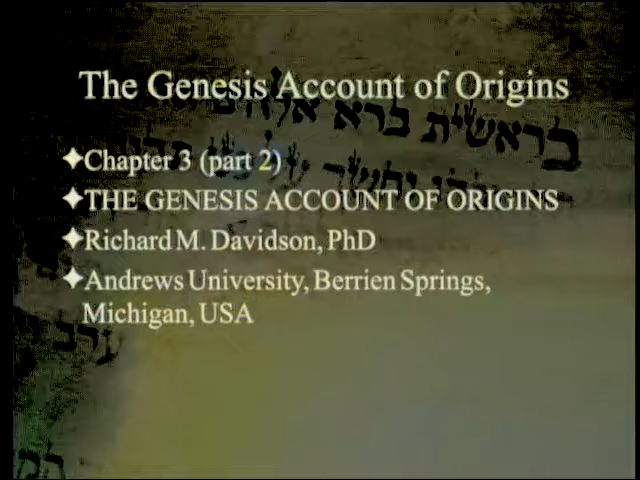 The Genesis Account of Origins
בראשית ברא אלהים
✦Chapter 3 (part 2)
✦THE GENESIS ACCOUNT OF ORIGINS
✦Richard M. Davidson, PhD
✦Andrews University, Berrien Springs,
Michigan, USA
ערב